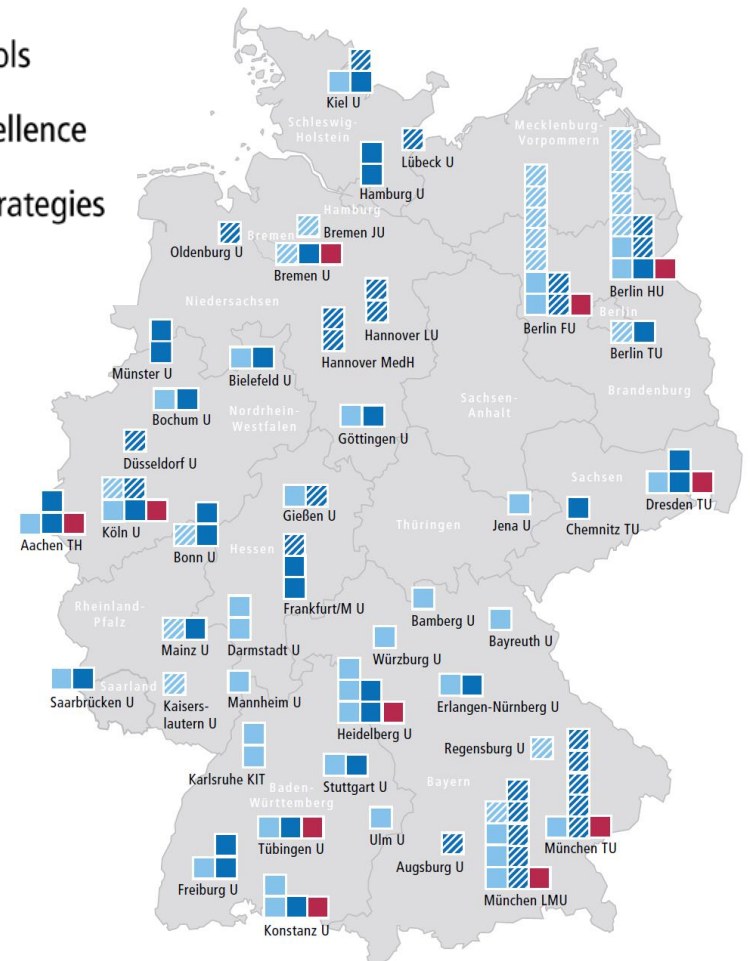 ols
ellence
rategies
Kiel U
Schleswig-
Holstein
Mecklenburg-
Vorpommern
Lübeck U
Hamburg U
Hamburg
Bremen JU
Oldenburg U
Bremen
Bremen U
Berlin HU
Niedersachsen
Hannover LU
Berlin FU
Berlin
Hannover MedH
Berlin TU
Münster U
Bielefeld U
Sachsen-
Anhalt
Brandenburg
Bochum U
Nordrhein-
Westfalen
Göttingen U
Düsseldorf U
Sachsen
Dresden TU
Gießen U
Jena U
Chemnitz TU
Aachen TH
Köln U
Bonn U
Hessen
Thüringen
Frankfurt/M U
Rheinland-
Pfalz
Bamberg U
Bayreuth U
Mainz U
Darmstadt U
Würzburg U
Saarland
Saarbrücken U
Kaisers-
lautern U
Mannheim U
Erlangen-Nürnberg U
Heidelberg U
Regensburg U
Karlsruhe KIT
Stuttgart U
Bayern
Baden-
Württemberg
Tübingen U
Ulm U
Augsburg U
München TU
Freiburg U
München LMU
Konstanz U